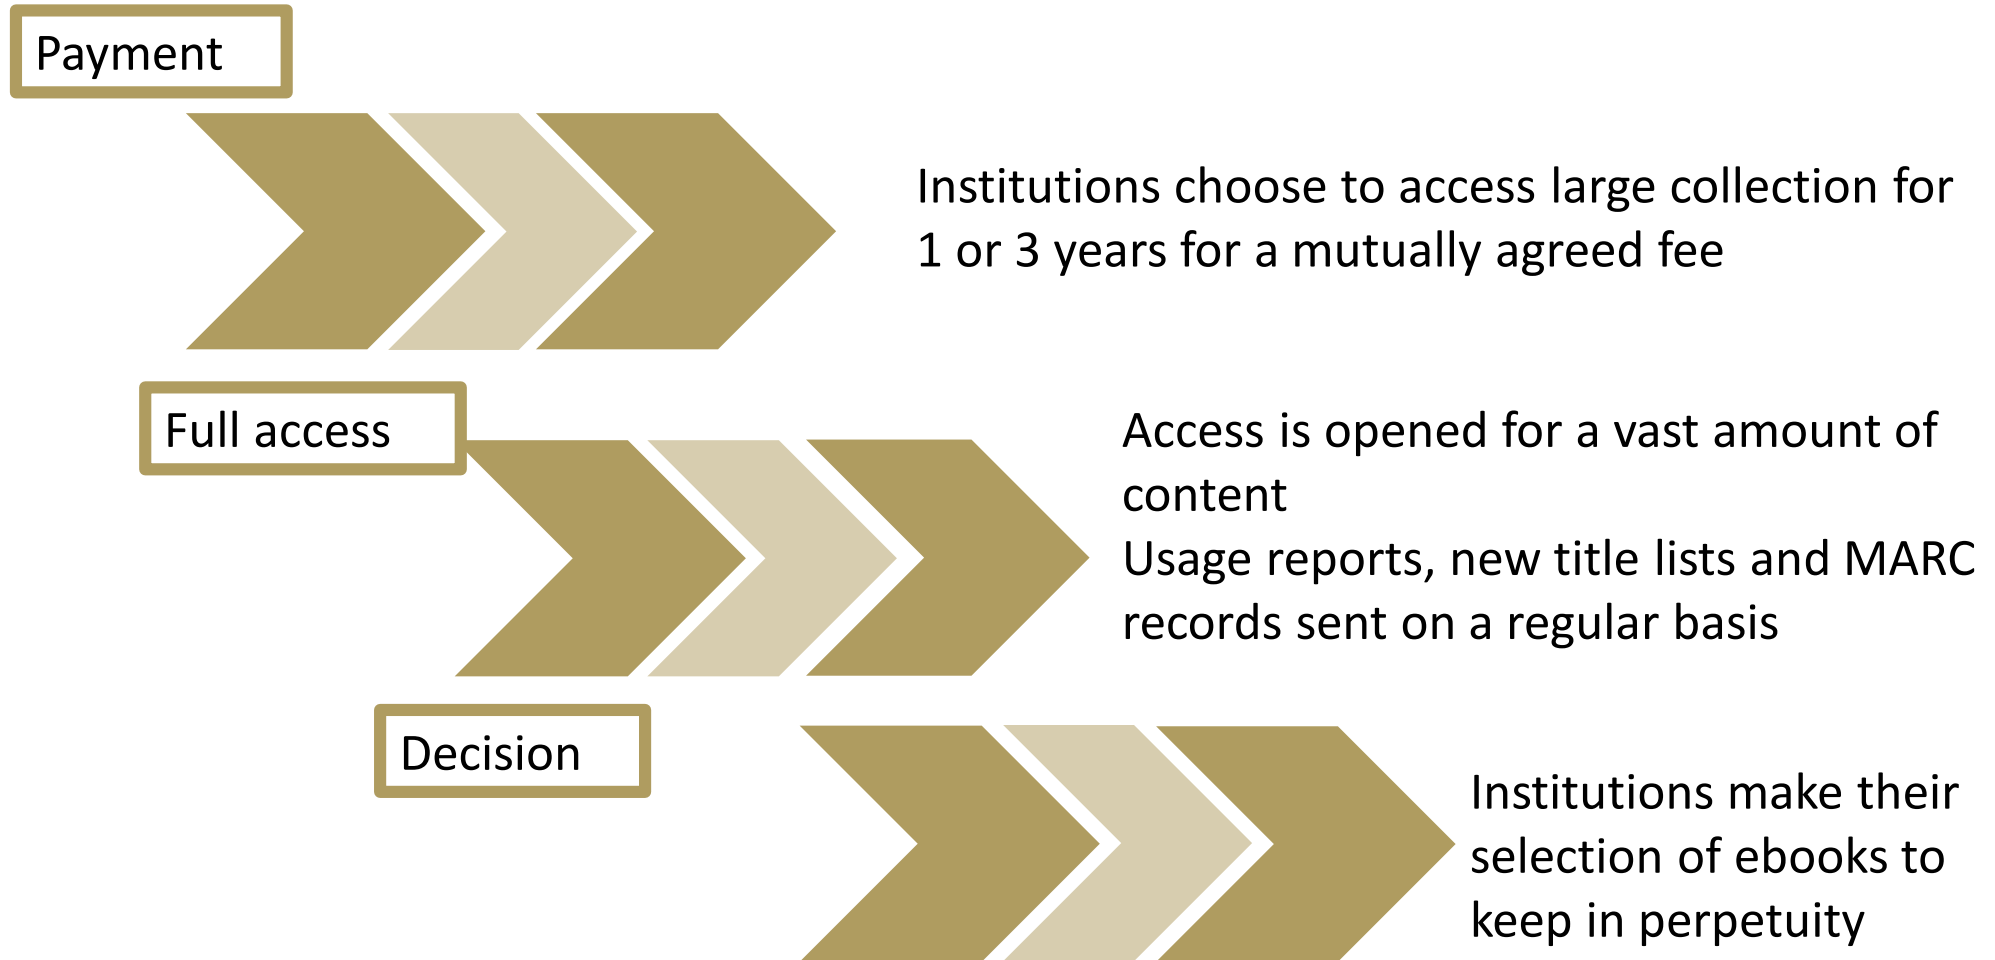 Payment
Institutions choose to access large collection for
1 or 3 years for a mutually agreed fee
Full access
Access is opened for a vast amount of
content
Usage reports, new title lists and MARC
records sent on a regular basis
Decision
Institutions make their
selection of ebooks to
keep in perpetuity